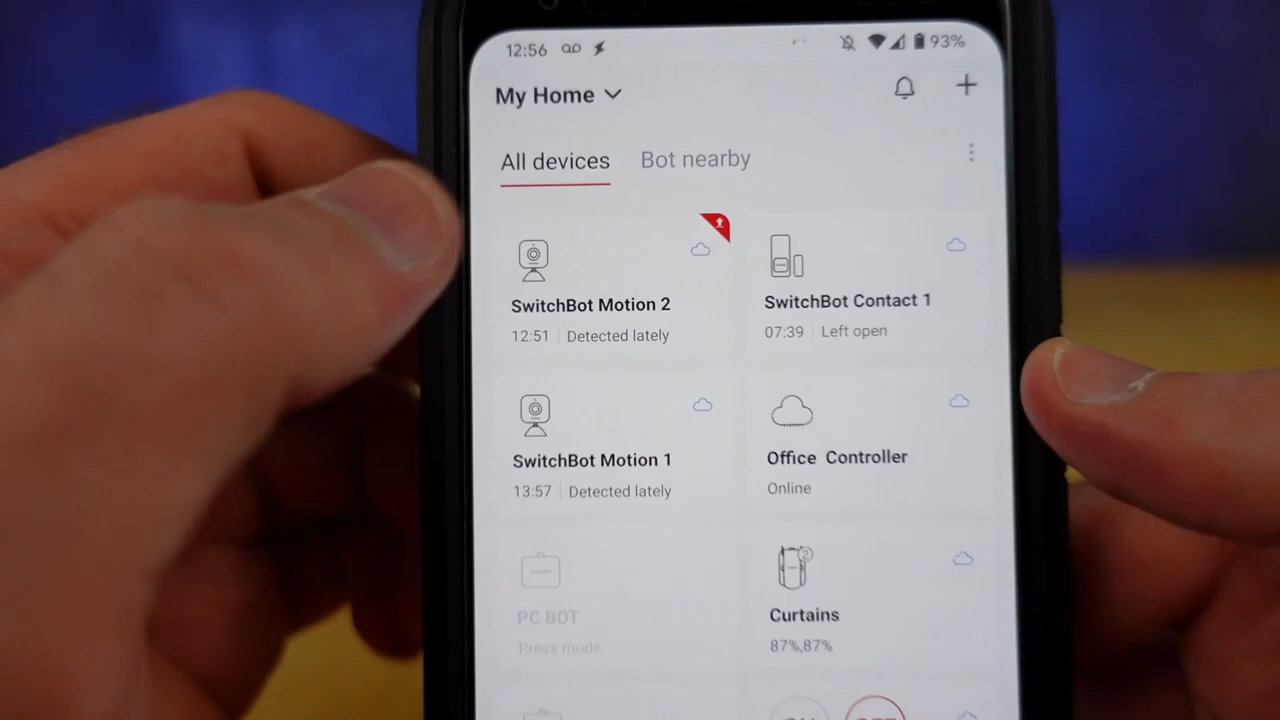 12:56 93%
My Home
All devices Bot nearby
SwitchBot Motion 2
12:51 Detected lately
SwitchBot Contact 1
07:39 Left open
SwitchBot Motion 1
13:57 Detected lately
Office Controller
Online
PC BOT
Press mode
2
Curtains
87%,87%